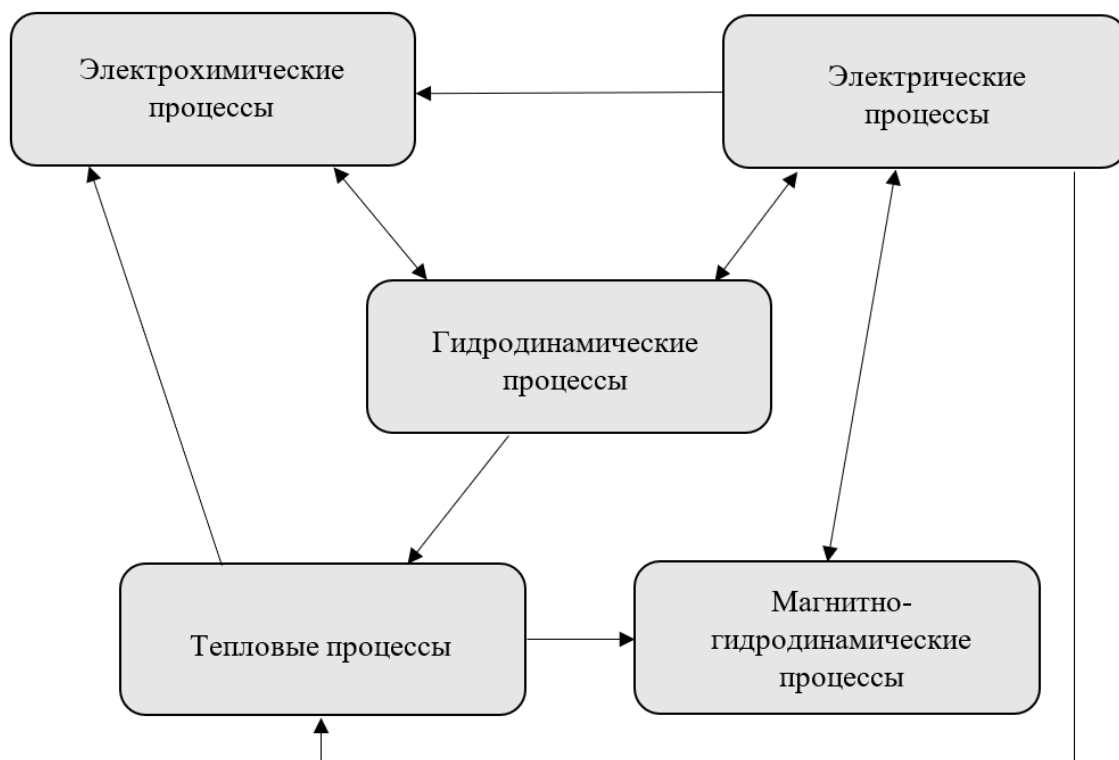 Электрохимические
процессы
Электрические
процессы
Гидродинамические
процессы
Тепловые процессы
Магнитно-
гидродинамические
процессы